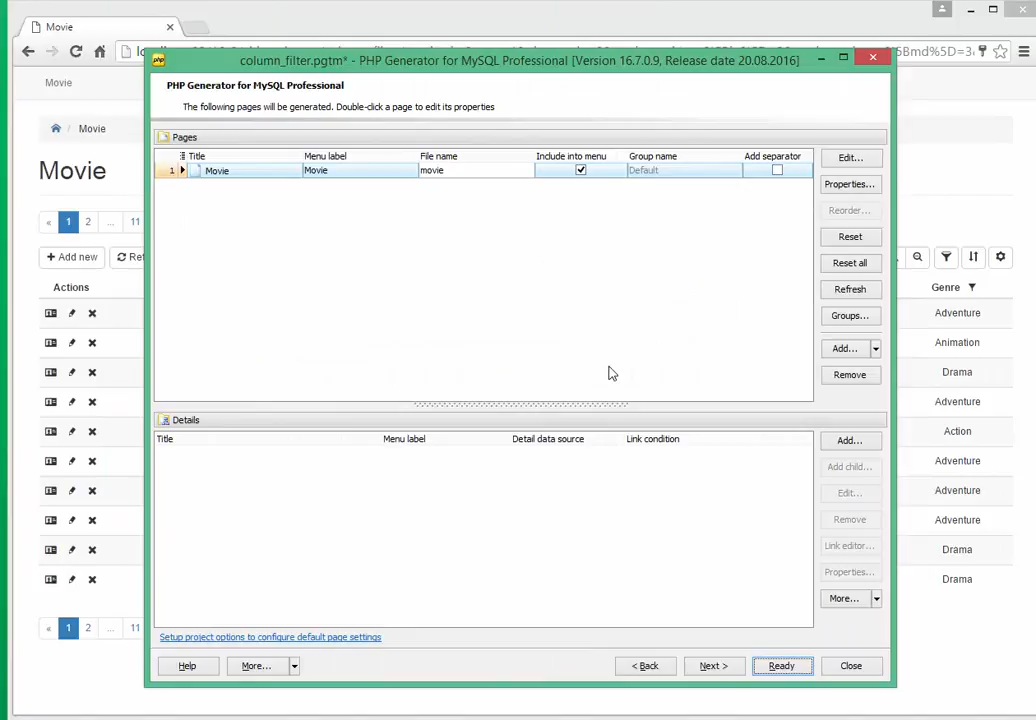 Movie
column_filter.pgtm* - PHP Generator for MySQL Professional [Version 16.7.0.9, Release date 20.08.2016]
PHP Generator for MySQL Professional
The following pages will be generated. Double-click a page to edit its properties
Pages
Title Menu label File name Include into menu Group name Add separator
1 Movie Movie movie Default
Edit...
Properties...
Reorder...
Reset
Reset all
Refresh
Groups...
Add...
Remove
Details
Title Menu label Detail data source Link condition
Add...
Add child...
Edit...
Remove
Link editor...
Properties...
More...
Setup project options to configure default page settings
Help More... < Back Next > Ready Close
Movie
/ Movie
Movie
« 1 2 ... 11
+ Add new
Actions Genre
Adventure
Animation
Drama
Adventure
Action
Adventure
Adventure
Adventure
Drama
Drama
« 1 2 ... 11